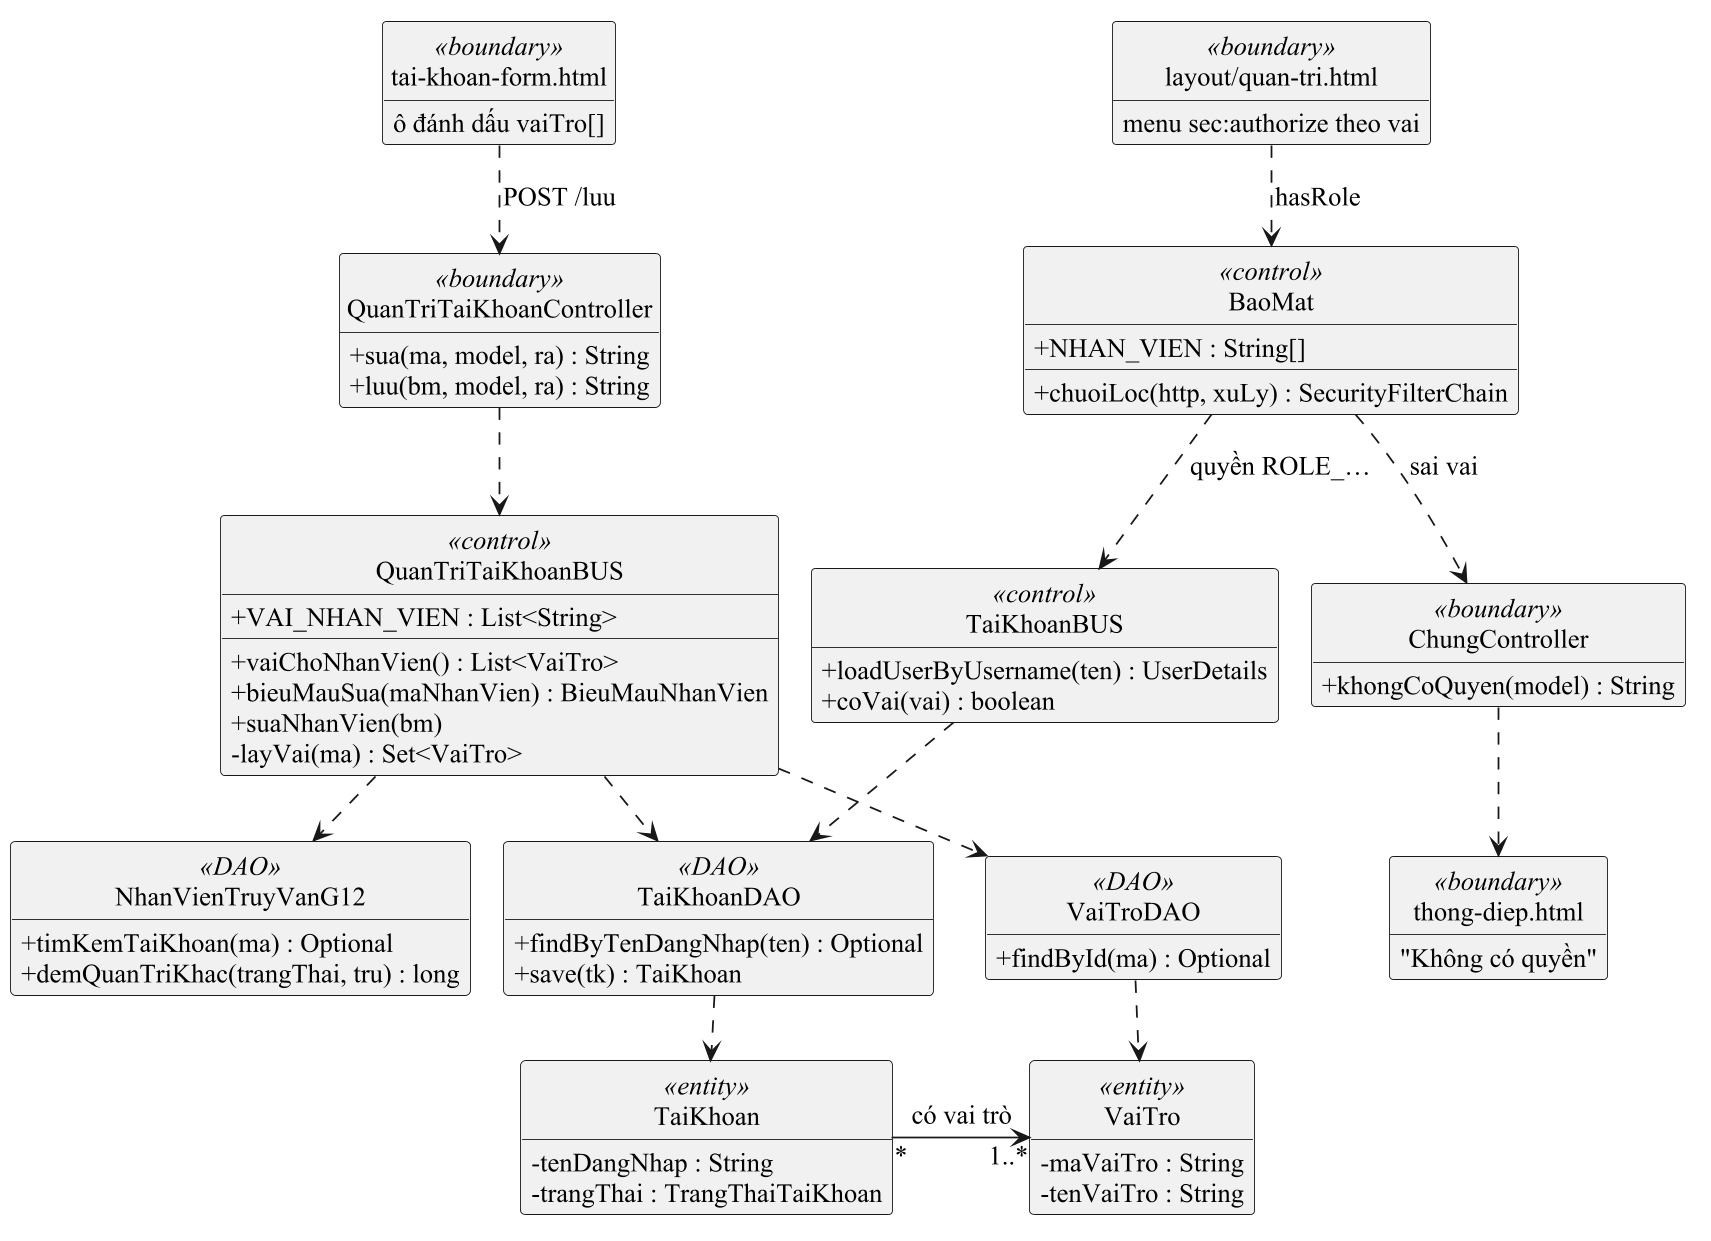 «boundary»
tai-khoan-form.html
ô đánh dấu vaiTro[]
«boundary»
layout/quan-tri.html
menu sec:authorize theo vai
POST /luu
hasRole
«boundary»
QuanTriTaiKhoanController
+sua(ma, model, ra) : String
+luu(bm, model, ra) : String
«control»
BaoMat
+NHAN_VIEN : String[]
+chuoiLoc(http, xuLy) : SecurityFilterChain
quyền ROLE_…
sai vai
«control»
QuanTriTaiKhoanBUS
+VAI_NHAN_VIEN : List<String>
+vaiChoNhanVien() : List<VaiTro>
+bieuMauSua(maNhanVien) : BieuMauNhanVien
+suaNhanVien(bm)
-layVai(ma) : Set<VaiTro>
«control»
TaiKhoanBUS
+loadUserByUsername(ten) : UserDetails
+coVai(vai) : boolean
«boundary»
ChungController
+khongCoQuyen(model) : String
«DAO»
NhanVienTruyVanG12
+timKemTaiKhoan(ma) : Optional
+demQuanTriKhac(trangThai, tru) : long
«DAO»
TaiKhoanDAO
+findByTenDangNhap(ten) : Optional
+save(tk) : TaiKhoan
«DAO»
VaiTroDAO
+findById(ma) : Optional
«boundary»
thong-diep.html
"Không có quyền"
«entity»
TaiKhoan
-tenDangNhap : String
-trangThai : TrangThaiTaiKhoan
có vai trò
*
1..*
«entity»
VaiTro
-maVaiTro : String
-tenVaiTro : String